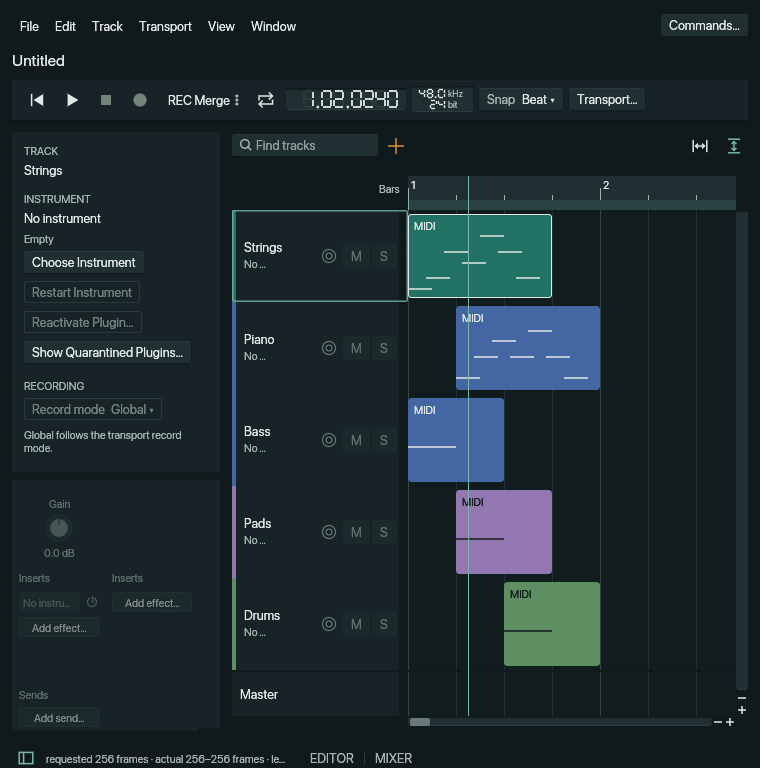 File Edit Track Transport View Window Commands...
Untitled
REC Merge 1.02.0240 48.0 kHz 24 bit Snap Beat Transport...
TRACK
Strings
INSTRUMENT
No instrument
Empty
Choose Instrument
Restart Instrument
Reactivate Plugin...
Show Quarantined Plugins...
RECORDING
Record mode Global
Global follows the transport record
mode.
Gain
0.0 dB
Inserts Inserts
No instru... Add effect...
Add effect...
Sends
Add send...
Find tracks
Bars 1 2
Strings
No ... M S
MIDI
Piano
No ... M S
MIDI
Bass
No ... M S
MIDI
Pads
No ... M S
MIDI
Drums
No ... M S
MIDI
Master
requested 256 frames · actual 256–256 frames · le... EDITOR MIXER